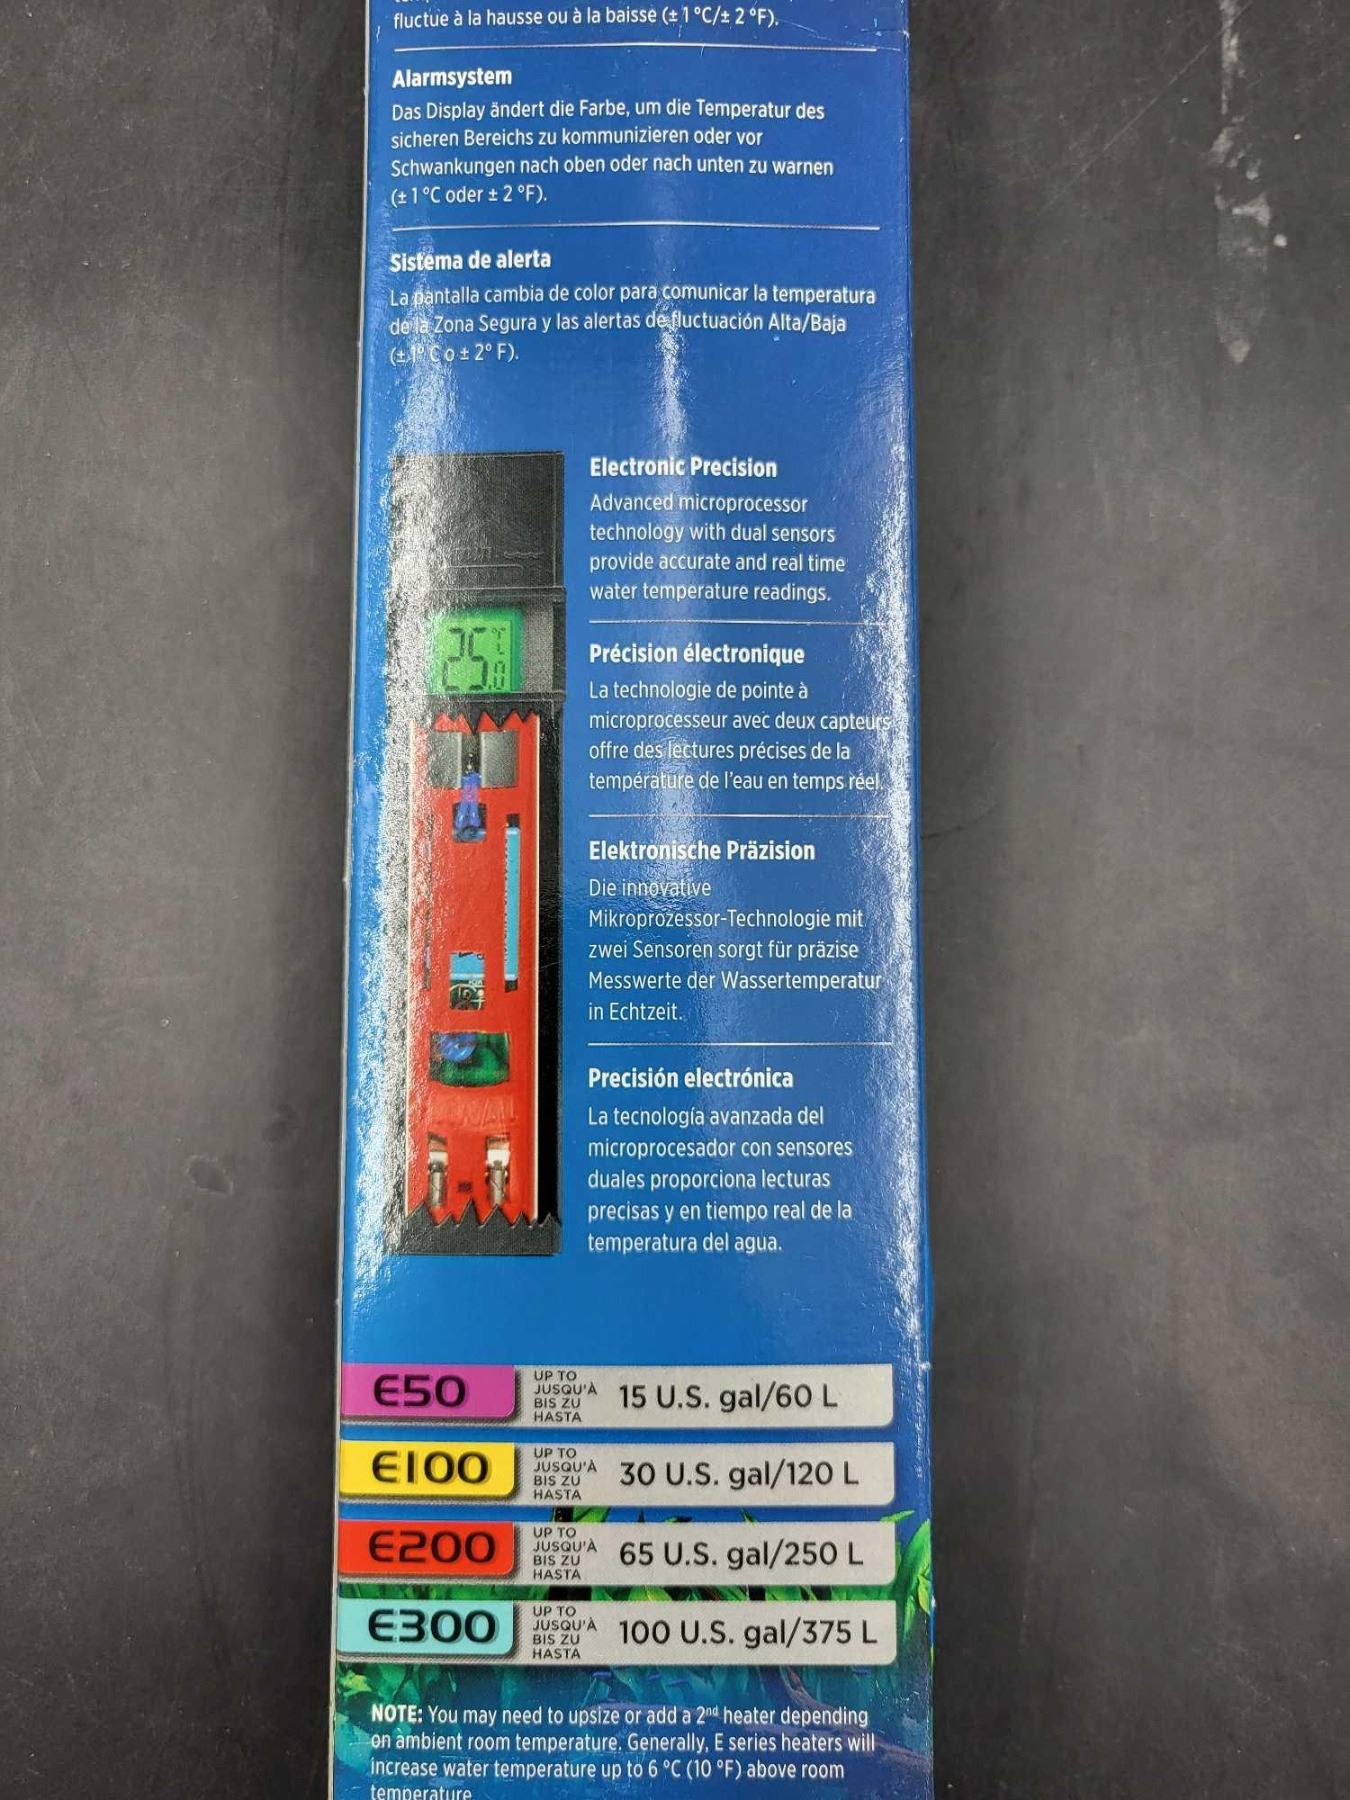 fluctue à la hausse ou à la baisse (± 1 °C/± 2 °F).
Alarmsystem
Das Display ändert die Farbe, um die Temperatur des
sicheren Bereichs zu kommunizieren oder vor
Schwankungen nach oben oder nach unten zu warnen
(± 1 °C oder ± 2 °F).
Sistema de alerta
La pantalla cambia de color para comunicar la temperatura
de la Zona Segura y las alertas de fluctuación Alta/Baja
(± 1° C o ± 2° F).
Electronic Precision
Advanced microprocessor
technology with dual sensors
provide accurate and real time
water temperature readings.
min
25.0 °C
Précision électronique
La technologie de pointe à
microprocesseur avec deux capteurs
offre des lectures précises de la
température de l'eau en temps réel.
Elektronische Präzision
Die innovative
Mikroprozessor-Technologie mit
zwei Sensoren sorgt für präzise
Messwerte der Wassertemperatur
in Echtzeit.
Precisión electrónica
La tecnología avanzada del
microprocesador con sensores
duales proporciona lecturas
precisas y en tiempo real de la
temperatura del agua.
E50 UP TO JUSQU'À BIS ZU HASTA 15 U.S. gal/60 L
E100 UP TO JUSQU'À BIS ZU HASTA 30 U.S. gal/120 L
E200 UP TO JUSQU'À BIS ZU HASTA 65 U.S. gal/250 L
E300 UP TO JUSQU'À BIS ZU HASTA 100 U.S. gal/375 L
NOTE: You may need to upsize or add a 2nd heater depending
on ambient room temperature. Generally, E series heaters will
increase water temperature up to 6 °C (10 °F) above room
temperature